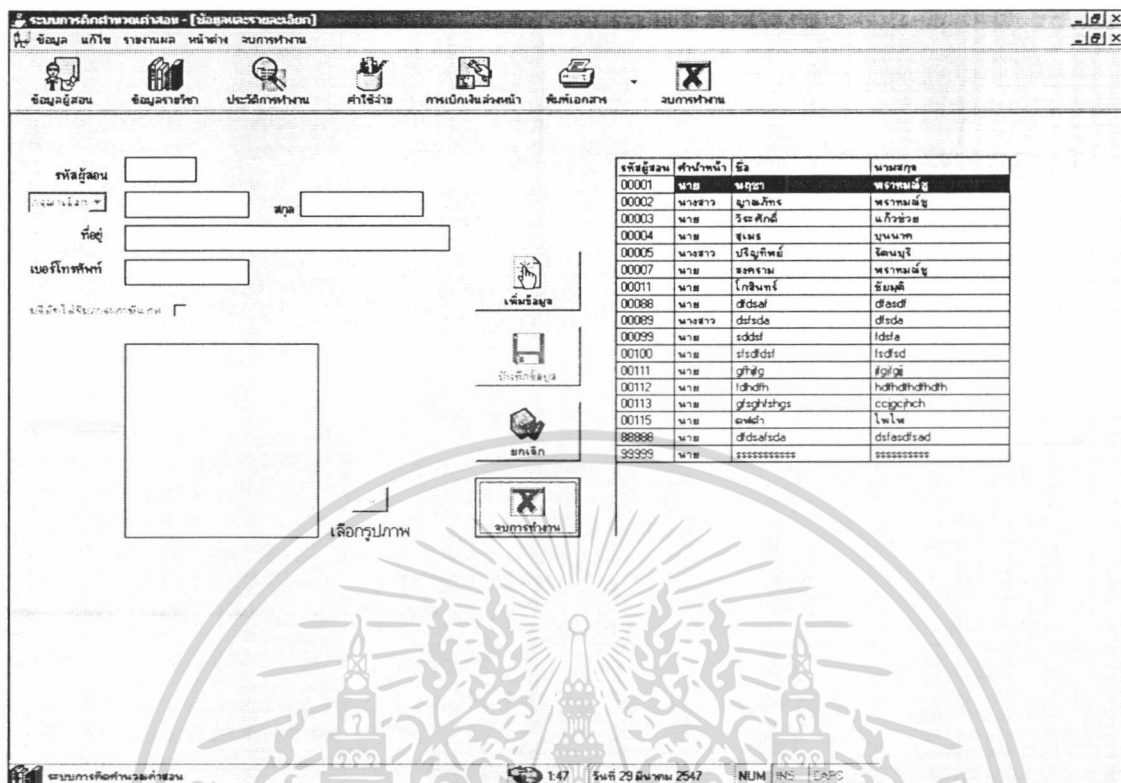 ระบบการคิดคำนวณค่าสอน - [ข้อมูลและรายละเอียด]
ข้อมูล แก้ไข รายงานผล หน้าต่าง จบการทำงาน
ข้อมูลผู้สอน ข้อมูลรายวิชา ประวัติการทำงาน ค่าใช้จ่าย การเบิกเงินล่วงหน้า พิมพ์เอกสาร จบการทำงาน
รหัสผู้สอน
กรุณาเลือก สกุล
ที่อยู่
เบอร์โทรศัพท์
เพิ่มข้อมูล
บันทึกข้อมูล
ยกเลิก
จบการทำงาน
เลือกรูปภาพ
รหัสผู้สอน คำนำหน้า ชื่อ นามสกุล
00001 นาย พฤชา พราหมณ์ชู
00002 นางสาว ญาณภัทร พราหมณ์ชู
00003 นาย วีระศักดิ์ แก้วช่วย
00004 นาย สุเมธ บุนนาค
00005 นางสาว ปริญทิพย์ รัตนบุรี
00007 นาย สงคราม พราหมณ์ชู
00011 นาย โกสินทร์ ชัยมุติ
00088 นาย dfdsaf dfasdf
00089 นางสาว dsfsda dfsda
00099 นาย sddsf fdsfa
00100 นาย sfsdfdsf fsdfsd
00111 นาย gfhjfg
00112 นาย fdhdfh hdfhdfhdfhdfh
00113 นาย gfsghfshgs ccjgcjhch
00115 นาย ไพไพ
88888 นาย dfdsafsda dsfasdfsad
99999 นาย sssssssssss ssssssssss
ระบบการคิดคำนวณค่าสอน 1:47 วันที่ 29 มีนาคม 2547 NUM INS CAPS